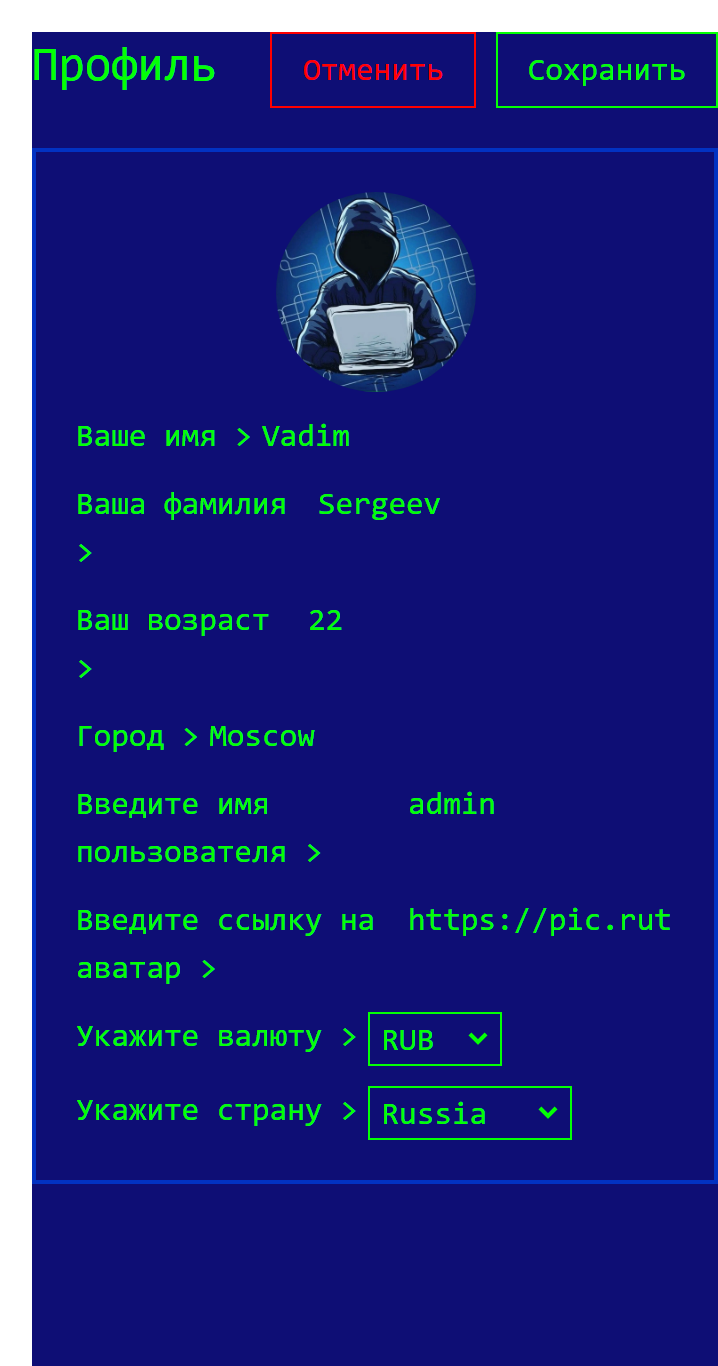 Профиль Отменить Сохранить
Ваше имя > Vadim
Ваша фамилия Sergeev
>
Ваш возраст 22
>
Город > Moscow
Введите имя admin
пользователя >
Введите ссылку на https://pic.rut
аватар >
Укажите валюту > RUB
Укажите страну > Russia